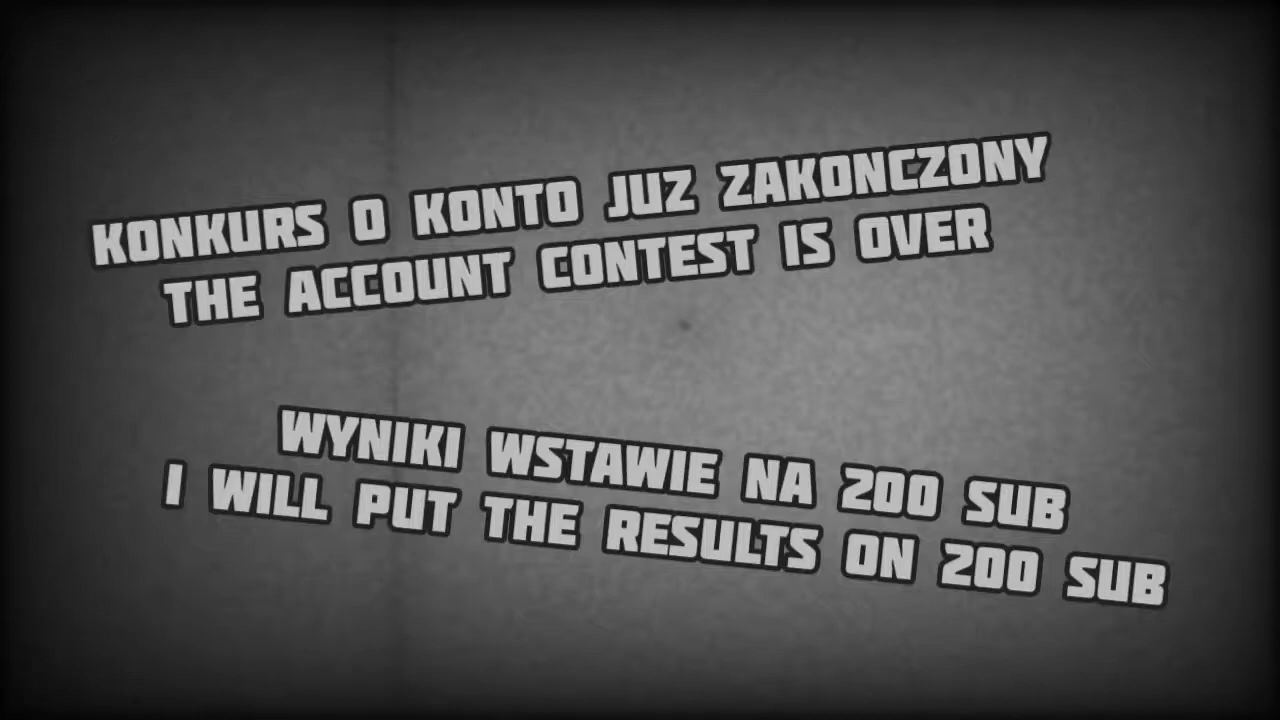 KONKURS O KONTO JUZ ZAKONCZONY
THE ACCOUNT CONTEST IS OVER
WYNIKI WSTAWIE NA 200 SUB
I WILL PUT THE RESULTS ON 200 SUB